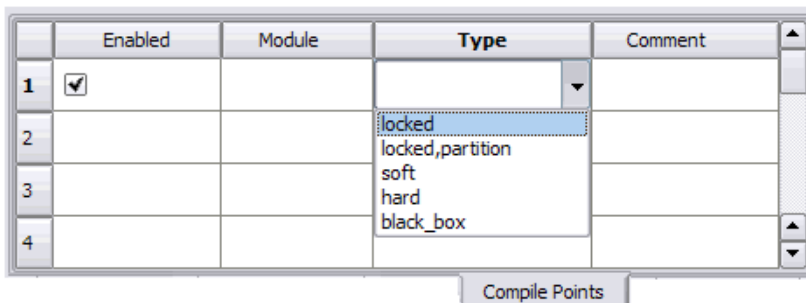 Enabled Module Type Comment
1
locked
2
locked,partition
soft
3
hard
black_box
4
Compile Points